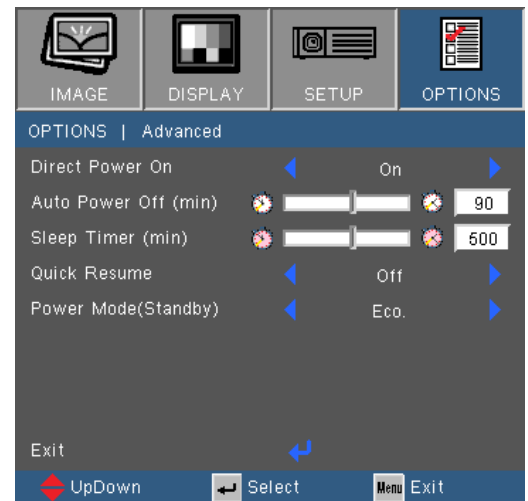 IMAGE DISPLAY SETUP OPTIONS
OPTIONS | Advanced
Direct Power On On
Auto Power Off (min) 90
Sleep Timer (min) 500
Quick Resume Off
Power Mode(Standby) Eco.
Exit
UpDown Select Menu Exit